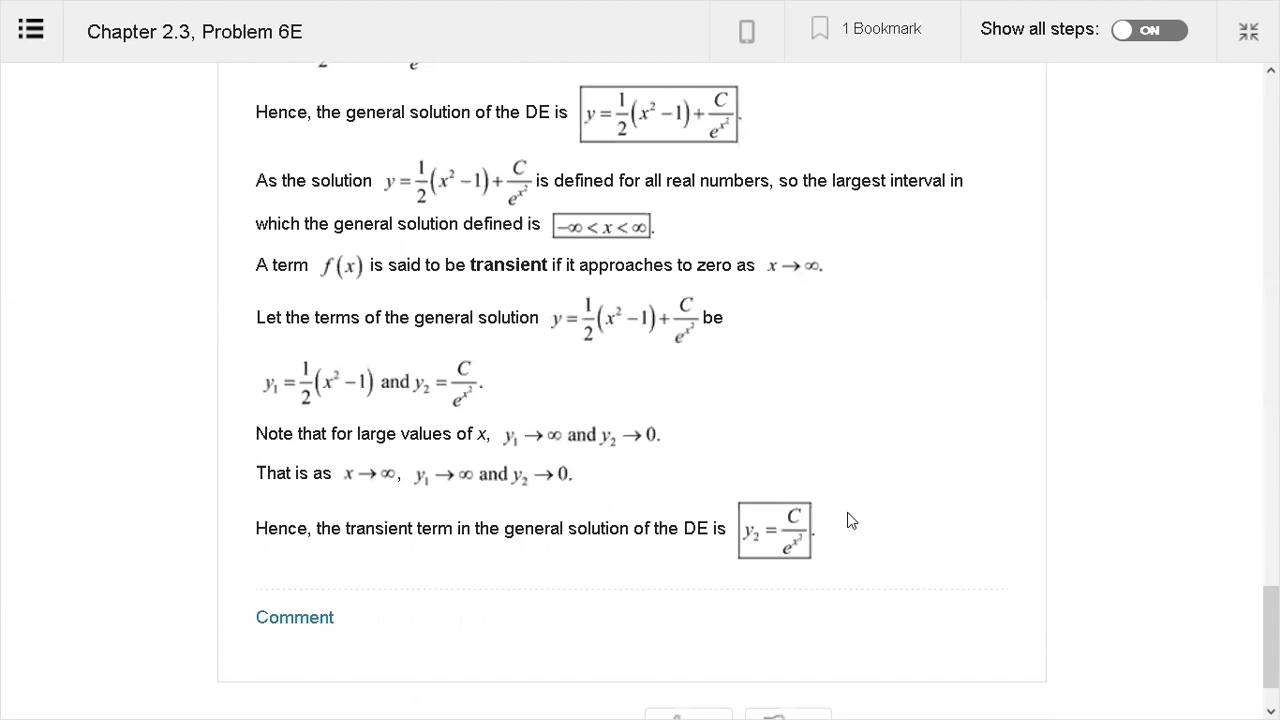 Chapter 2.3, Problem 6E
1 Bookmark
Show all steps: ON
Hence, the general solution of the DE is y = 1/2 (x² − 1) + C/e^(x²).
As the solution y = 1/2 (x² − 1) + C/e^(x²) is defined for all real numbers, so the largest interval in
which the general solution defined is −∞ < x < ∞.
A term f(x) is said to be transient if it approaches to zero as x → ∞.
Let the terms of the general solution y = 1/2 (x² − 1) + C/e^(x²) be
y₁ = 1/2 (x² − 1) and y₂ = C/e^(x²).
Note that for large values of x, y₁ → ∞ and y₂ → 0.
That is as x → ∞, y₁ → ∞ and y₂ → 0.
Hence, the transient term in the general solution of the DE is y₂ = C/e^(x²).
Comment